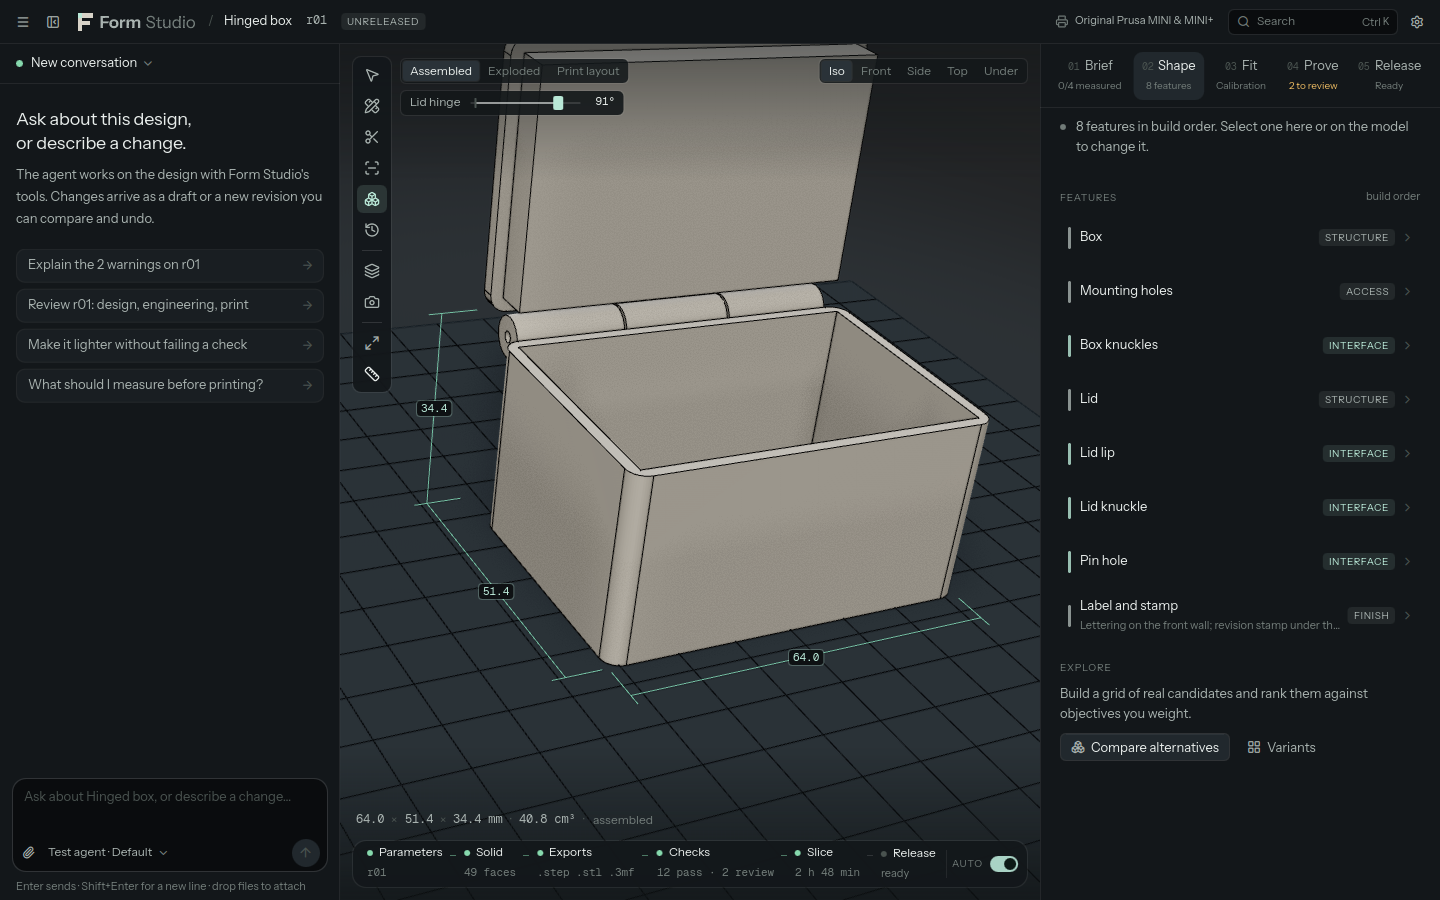 Form Studio / Hinged box r01 UNRELEASED
Original Prusa MINI & MINI+
Search Ctrl K
New conversation
Ask about this design,
or describe a change.
The agent works on the design with Form Studio's
tools. Changes arrive as a draft or a new revision you
can compare and undo.
Explain the 2 warnings on r01
Review r01: design, engineering, print
Make it lighter without failing a check
What should I measure before printing?
Ask about Hinged box, or describe a change...
Test agent · Default
Enter sends · Shift+Enter for a new line · drop files to attach
Assembled Exploded Print layout
Lid hinge 91°
Iso Front Side Top Under
34.4
51.4
64.0
64.0 × 51.4 × 34.4 mm · 40.8 cm³ · assembled
Parameters Solid Exports Checks Slice Release
r01 49 faces .step .stl .3mf 12 pass · 2 review 2 h 48 min ready
AUTO
01 Brief 02 Shape 03 Fit 04 Prove 05 Release
0/4 measured 8 features Calibration 2 to review Ready
8 features in build order. Select one here or on the model
to change it.
FEATURES build order
Box STRUCTURE
Mounting holes ACCESS
Box knuckles INTERFACE
Lid STRUCTURE
Lid lip INTERFACE
Lid knuckle INTERFACE
Pin hole INTERFACE
Label and stamp FINISH
Lettering on the front wall; revision stamp under th...
EXPLORE
Build a grid of real candidates and rank them against
objectives you weight.
Compare alternatives Variants